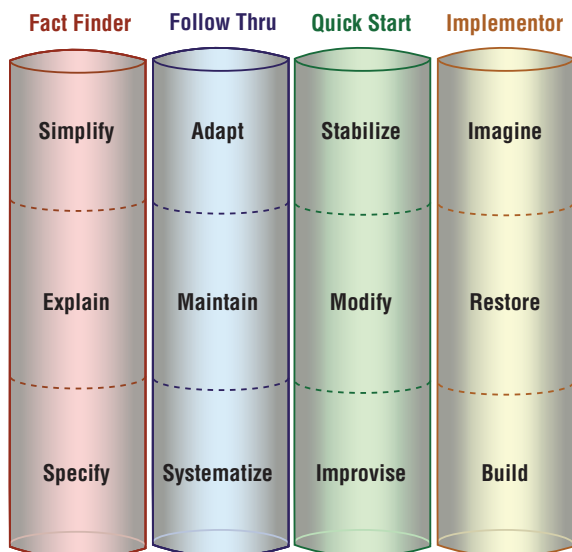 Fact Finder
Follow Thru
Quick Start
Implementor
Simplify
Adapt
Stabilize
Imagine
Explain
Maintain
Modify
Restore
Specify
Systematize
Improvise
Build